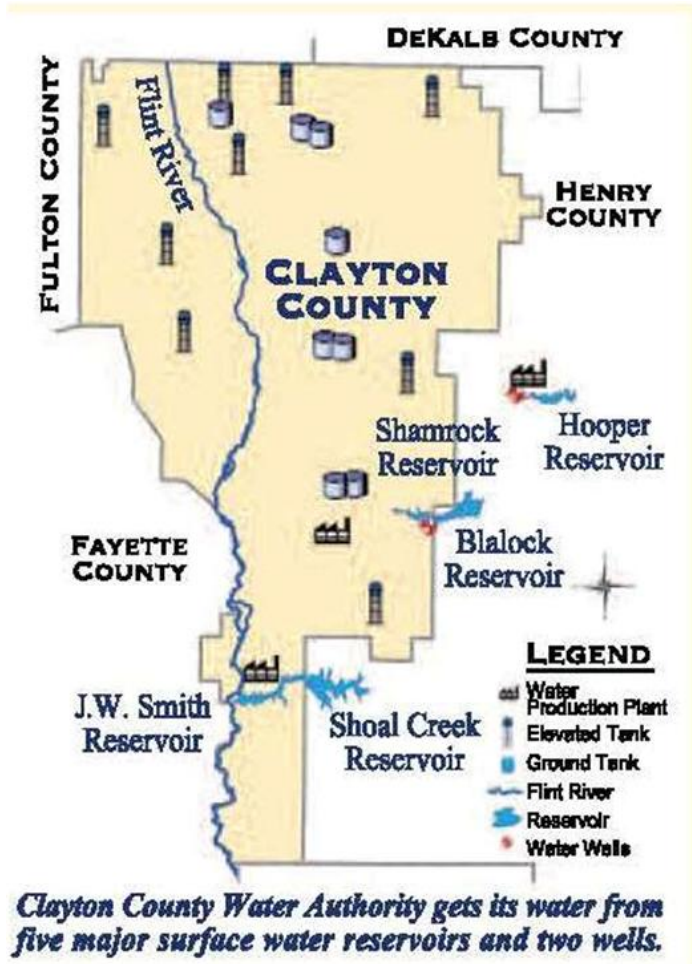 DEKALB COUNTY
FULTON COUNTY
Flint River
HENRY
COUNTY
CLAYTON
COUNTY
Shamrock
Reservoir
Hooper
Reservoir
Blalock
Reservoir
FAYETTE
COUNTY
J.W. Smith
Reservoir
Shoal Creek
Reservoir
LEGEND
Water
Production Plant
Elevated Tank
Ground Tank
Flint River
Reservoir
Water Wells
Clayton County Water Authority gets its water from
five major surface water reservoirs and two wells.